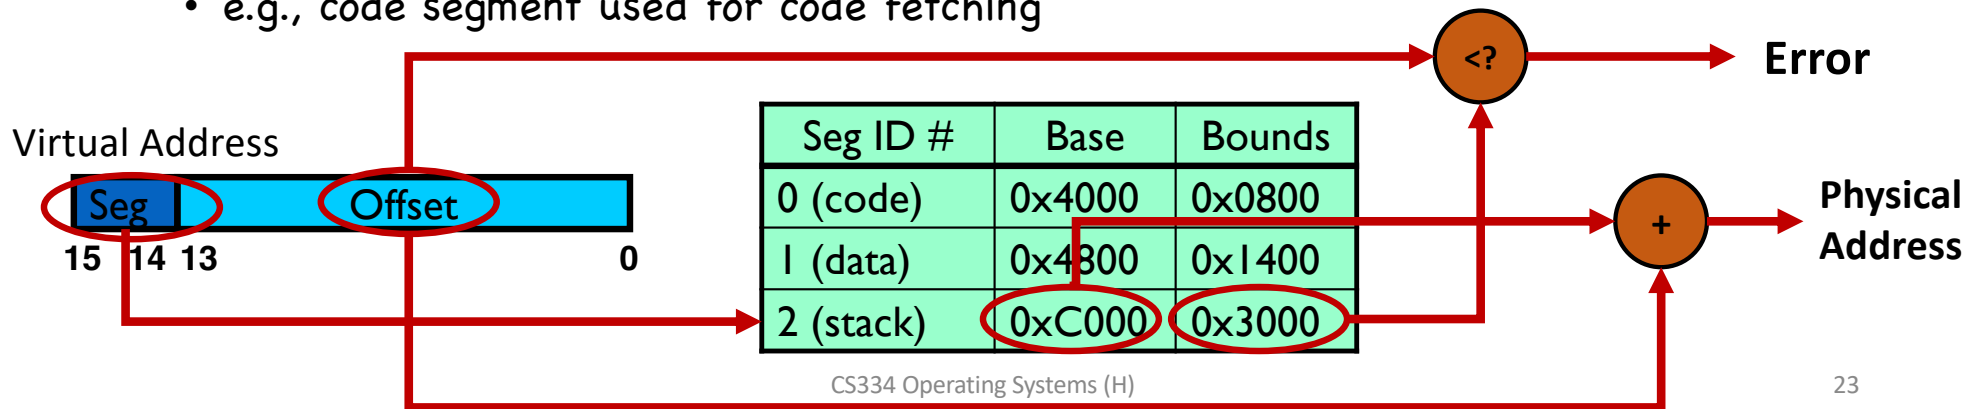 • e.g., code segment used for code fetching
<?
Error
Virtual Address
Seg Offset
15 14 13 0
Seg ID # Base Bounds
0 (code) 0x4000 0x0800
1 (data) 0x4800 0x1400
2 (stack) 0xC000 0x3000
+
Physical
Address
CS334 Operating Systems (H)
23